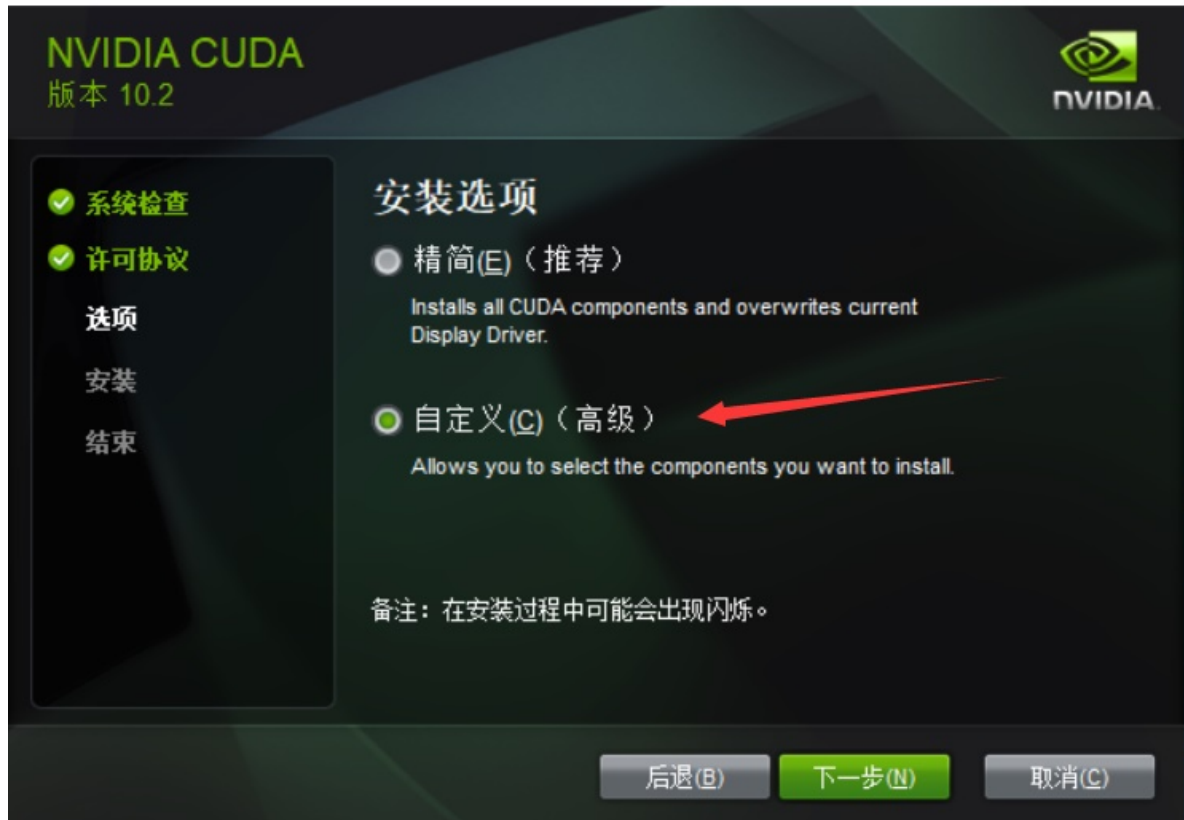 NVIDIA CUDA
版本 10.2
NVIDIA.
系统检查
许可协议
选项
安装
结束
安装选项
精简(E)（推荐）
Installs all CUDA components and overwrites current
Display Driver.
自定义(C)（高级）
Allows you to select the components you want to install.
备注：在安装过程中可能会出现闪烁。
后退(B)
下一步(N)
取消(C)